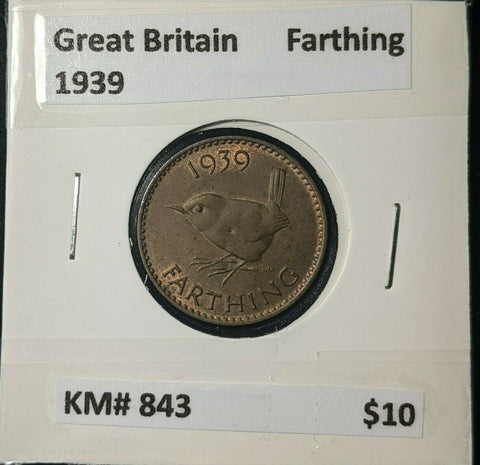 Great Britain Farthing
1939
1939
FARTHING
KM# 843 $10